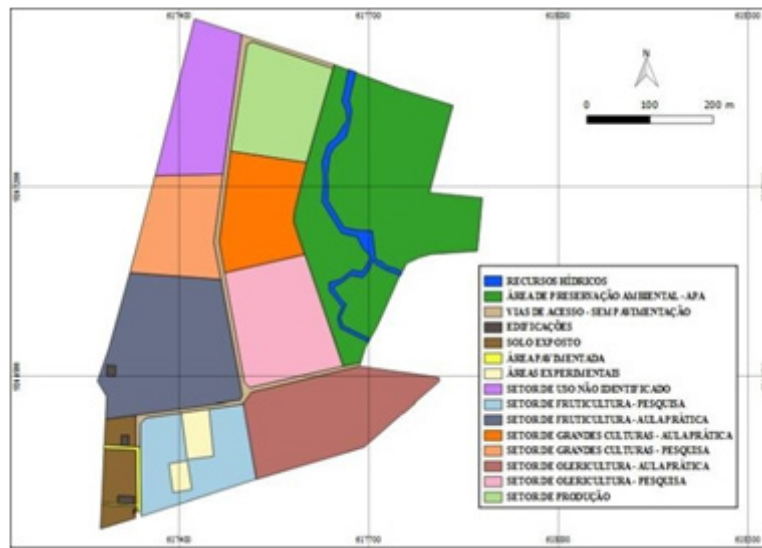 617400
617700
618000
N
0
100
200 m
RECURSOS HÍDRICOS
ÁREA DE PRESERVAÇÃO AMBIENTAL - APA
VIAS DE ACESSO - SEM PAVIMENTAÇÃO
EDIFICAÇÕES
SOLO EXPOSTO
ÁREA PAVIMENTADA
ÁREAS EXPERIMENTAIS
SETOR DE USO NÃO IDENTIFICADO
SETOR DE FRUTICULTURA - PESQUISA
SETOR DE FRUTICULTURA - AULA PRÁTICA
SETOR DE GRANDES CULTURAS - AULA PRÁTICA
SETOR DE GRANDES CULTURAS - PESQUISA
SETOR DE OLERICULTURA - AULA PRÁTICA
SETOR DE OLERICULTURA - PESQUISA
SETOR DE PRODUÇÃO
617400
617700
618000